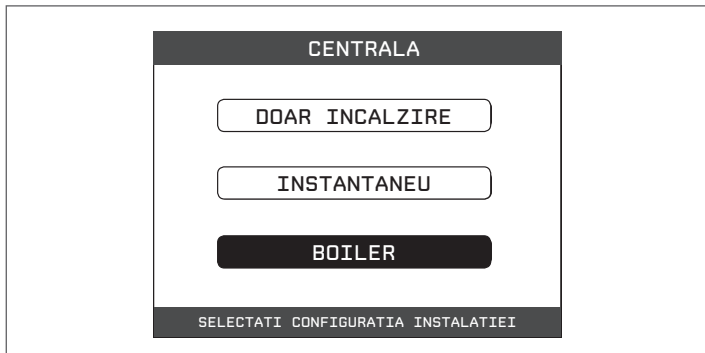 CENTRALA
DOAR INCALZIRE
INSTANTANEU
BOILER
SELECTATI CONFIGURATIA INSTALATIEI